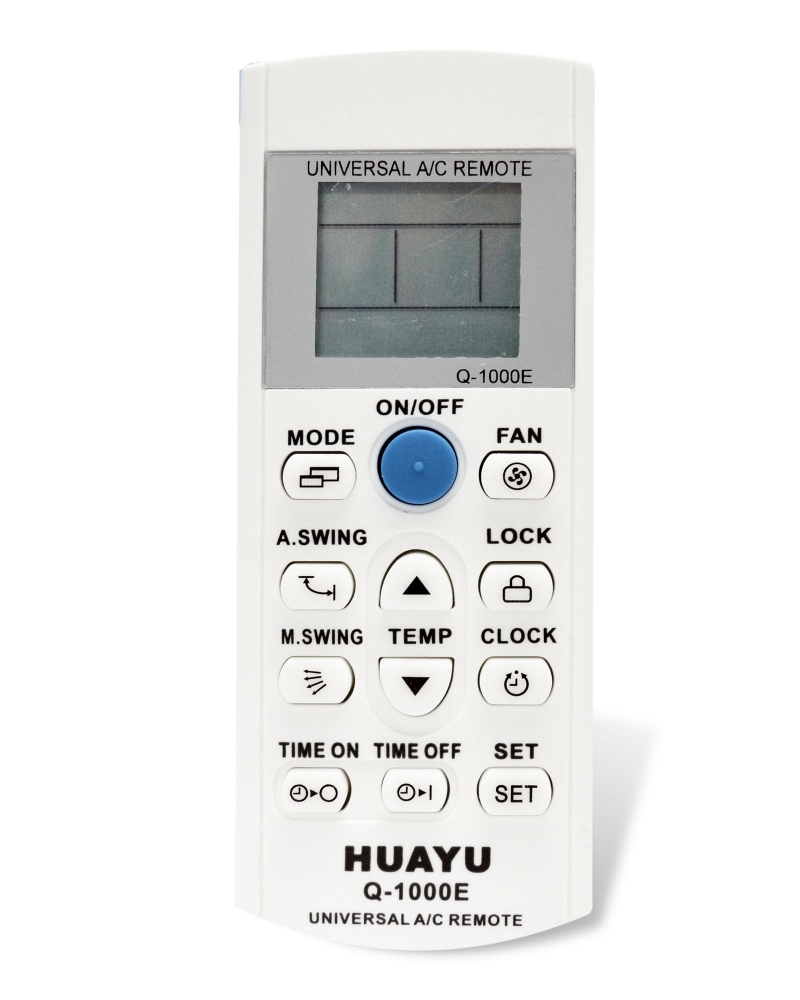 UNIVERSAL A/C REMOTE
Q-1000E
ON/OFF
MODE
FAN
A.SWING
LOCK
M.SWING
TEMP
CLOCK
TIME ON
TIME OFF
SET
SET
HUAYU
Q-1000E
UNIVERSAL A/C REMOTE